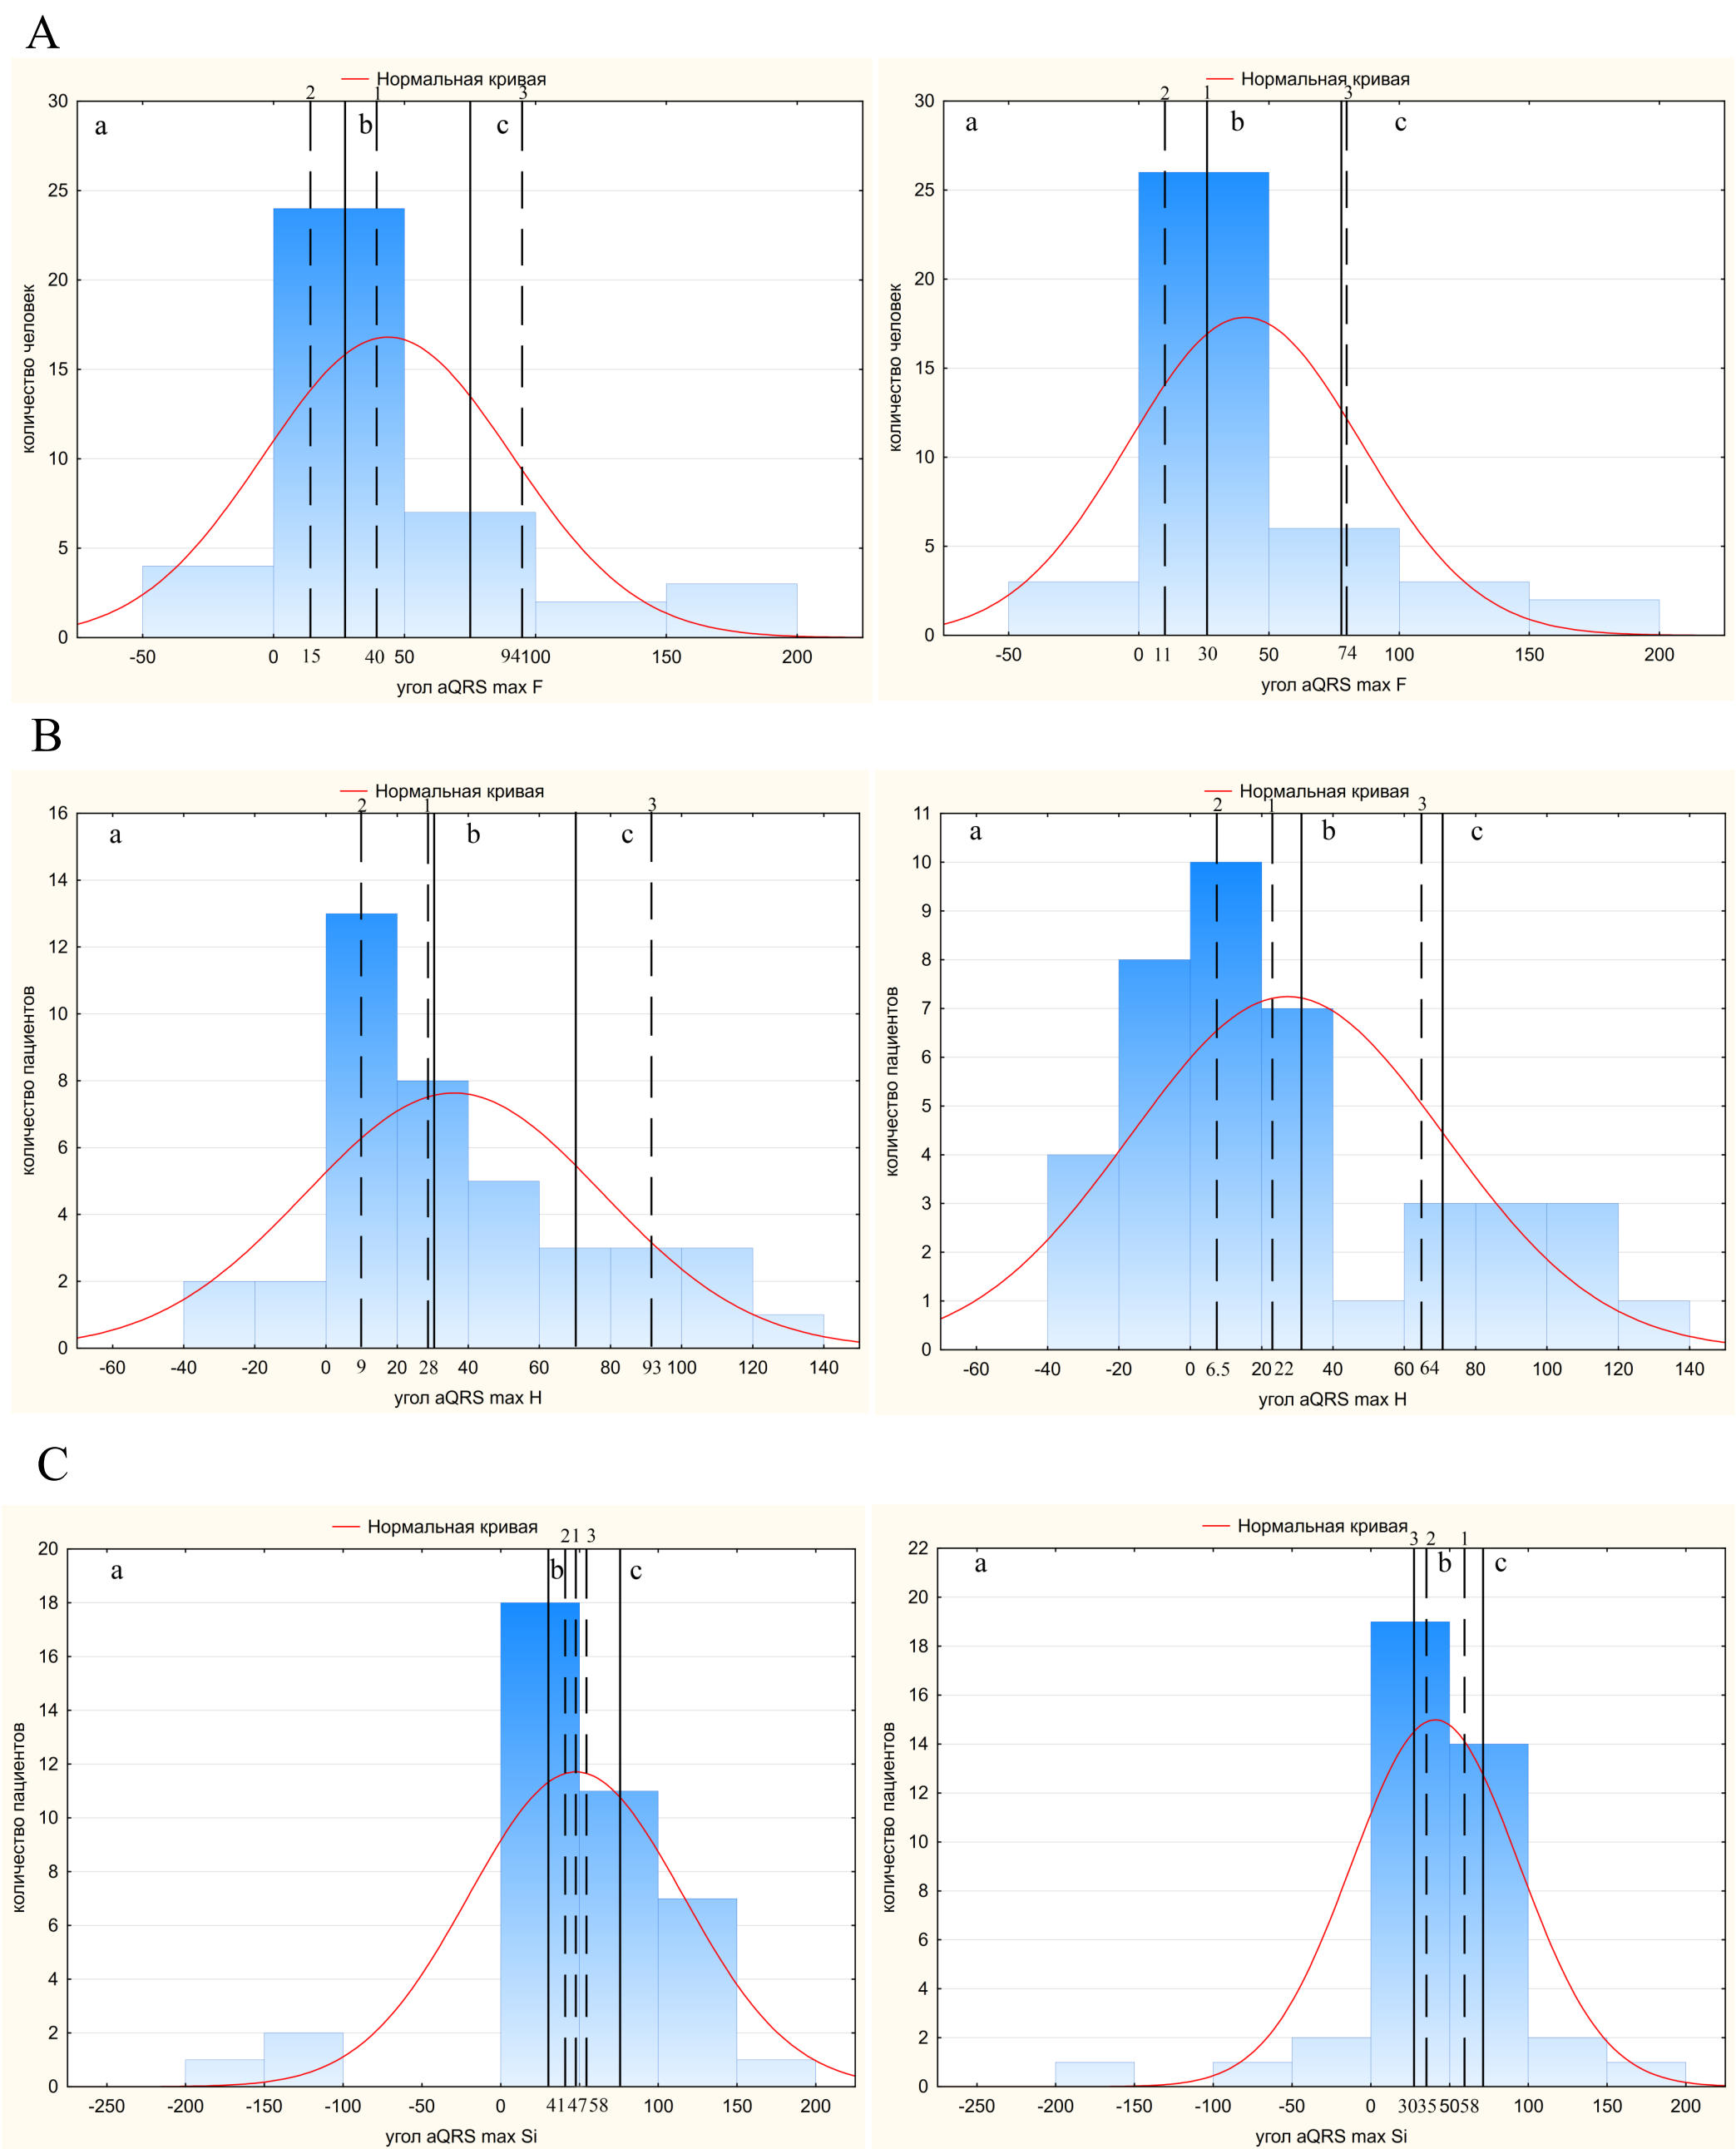 A
Нормальная кривая
2 1 3
a b c
30
25
20
15
10
5
0
количество человек
-50 0 15 40 50 94 100 150 200
угол aQRS max F
Нормальная кривая
2 1 3
a b c
30
25
20
15
10
5
0
количество человек
-50 0 11 30 50 74 100 150 200
угол aQRS max F
B
Нормальная кривая
2 1 3
a b c
16
14
12
10
8
6
4
2
0
количество пациентов
-60 -40 -20 0 9 20 28 40 60 80 93 100 120 140
угол aQRS max H
Нормальная кривая
2 1 3
a b c
11
10
9
8
7
6
5
4
3
2
1
0
количество пациентов
-60 -40 -20 0 6.5 20 22 40 60 64 80 100 120 140
угол aQRS max H
C
Нормальная кривая
2 1 3
a b c
20
18
16
14
12
10
8
6
4
2
0
количество пациентов
-250 -200 -150 -100 -50 0 41 47 58 100 150 200
угол aQRS max Si
Нормальная кривая
3 2 1
a b c
22
20
18
16
14
12
10
8
6
4
2
0
количество пациентов
-250 -200 -150 -100 -50 0 30 35 50 58 100 150 200
угол aQRS max Si